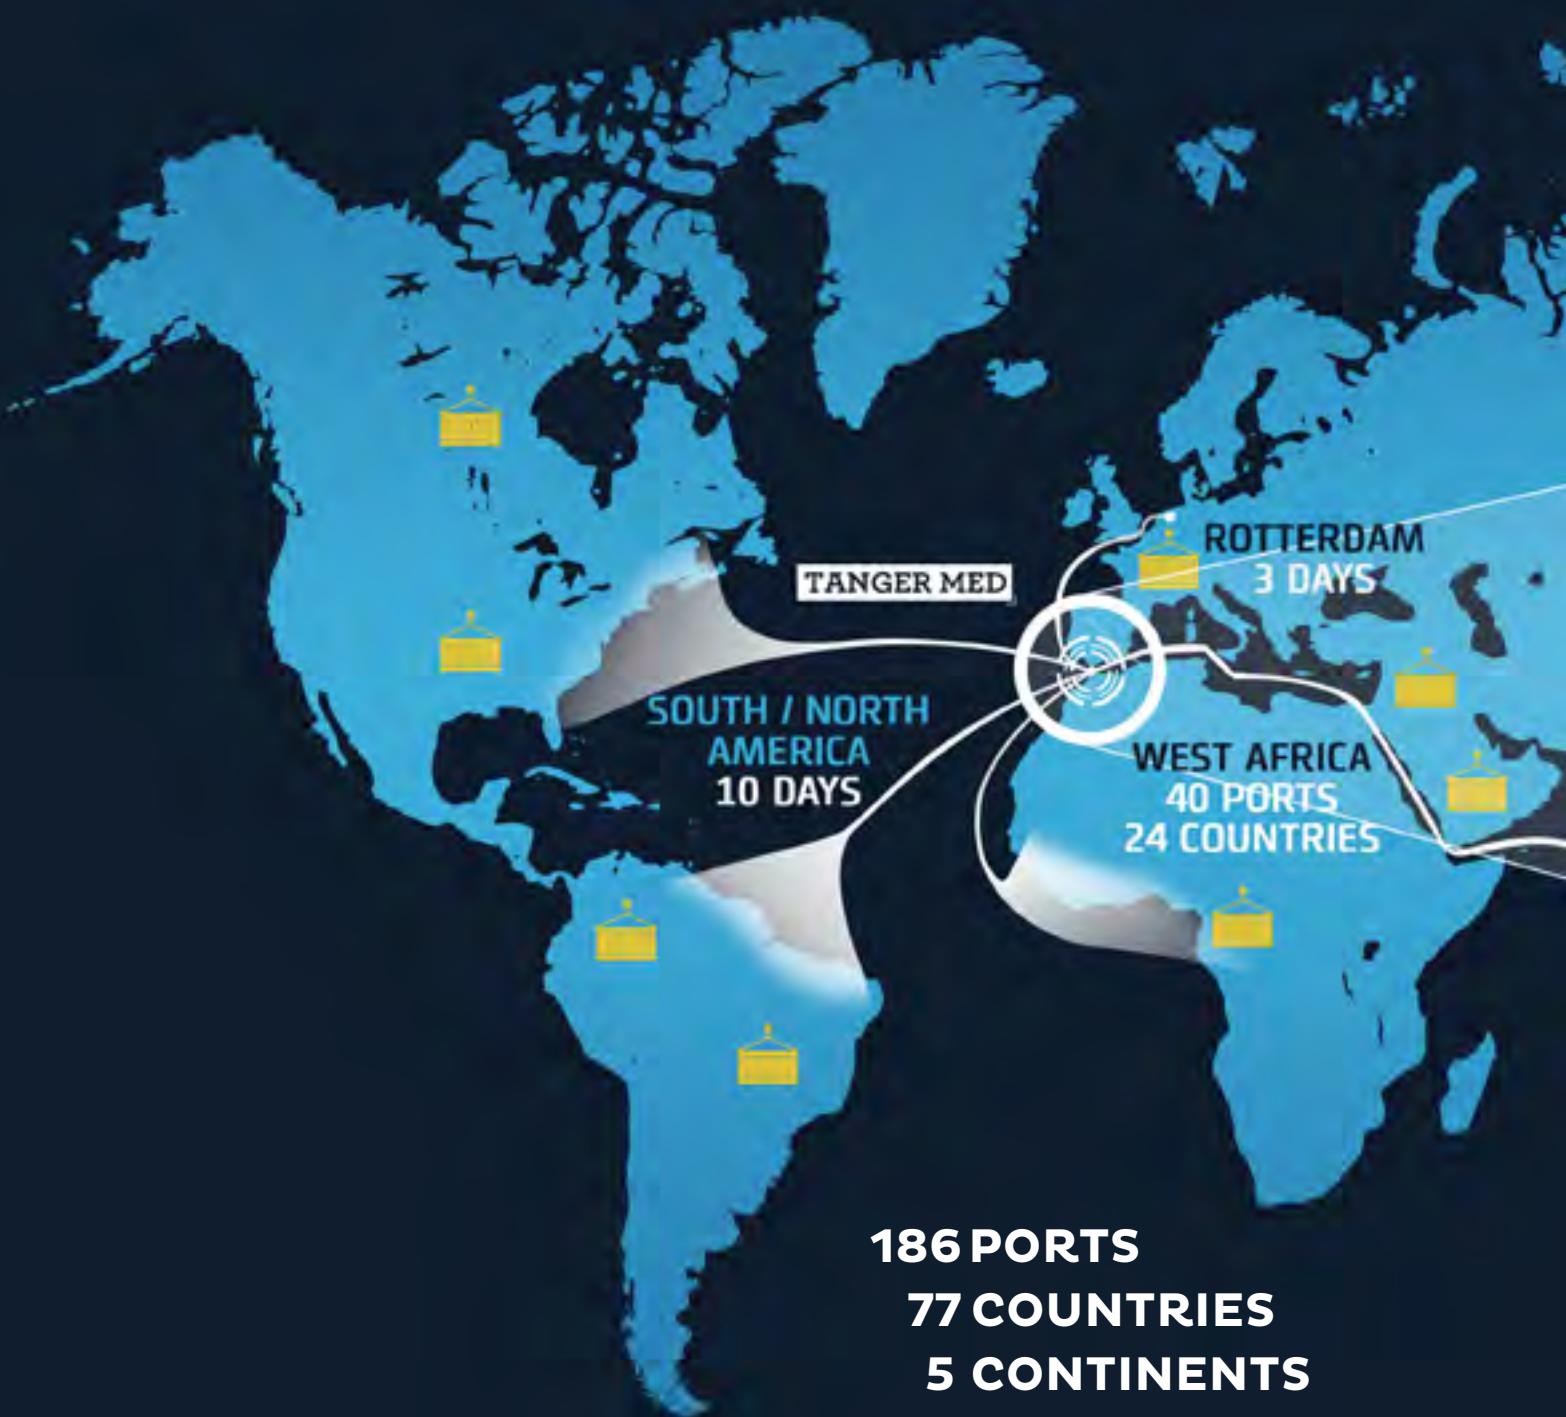 ROTTERDAM
3 DAYS
TANGER MED
SOUTH / NORTH
AMERICA
10 DAYS
WEST AFRICA
40 PORTS
24 COUNTRIES
186 PORTS
77 COUNTRIES
5 CONTINENTS